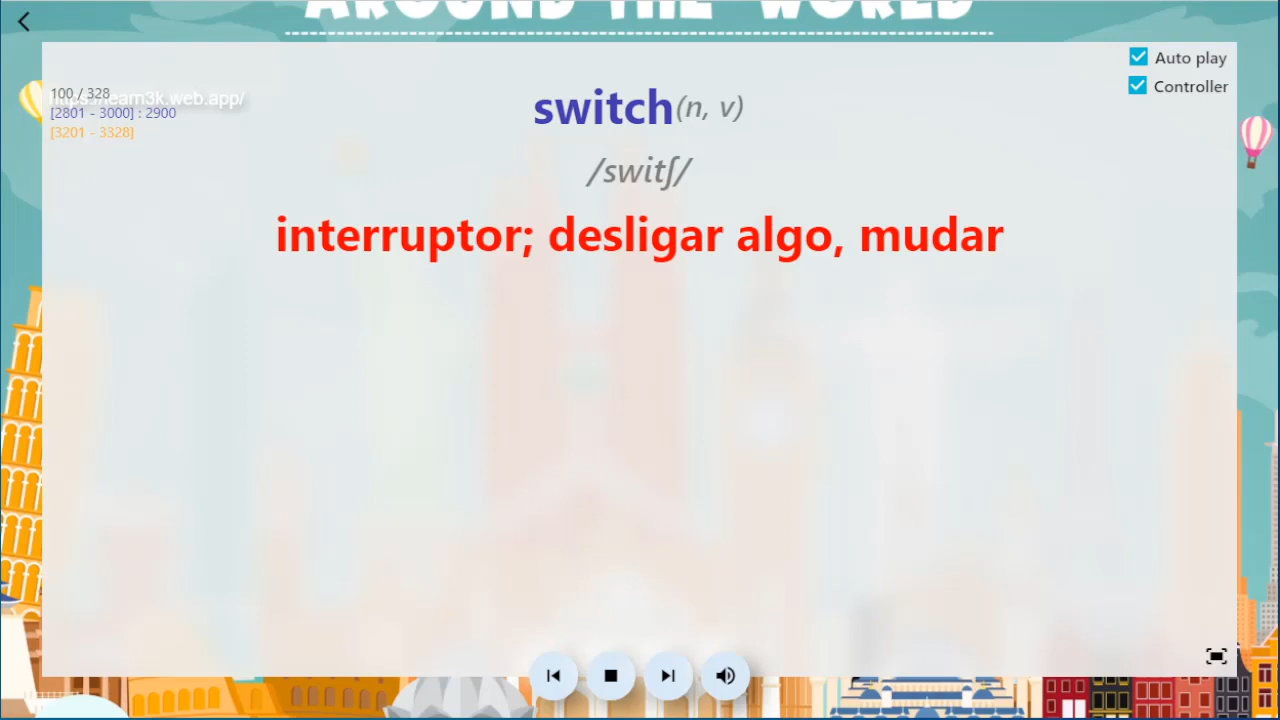 AROUND THE WORLD
Auto play
Controller
https://learn3k.web.app/
100 / 328
[2801 - 3000] : 2900
[3201 - 3328]
switch(n, v)
/switʃ/
interruptor; desligar algo, mudar